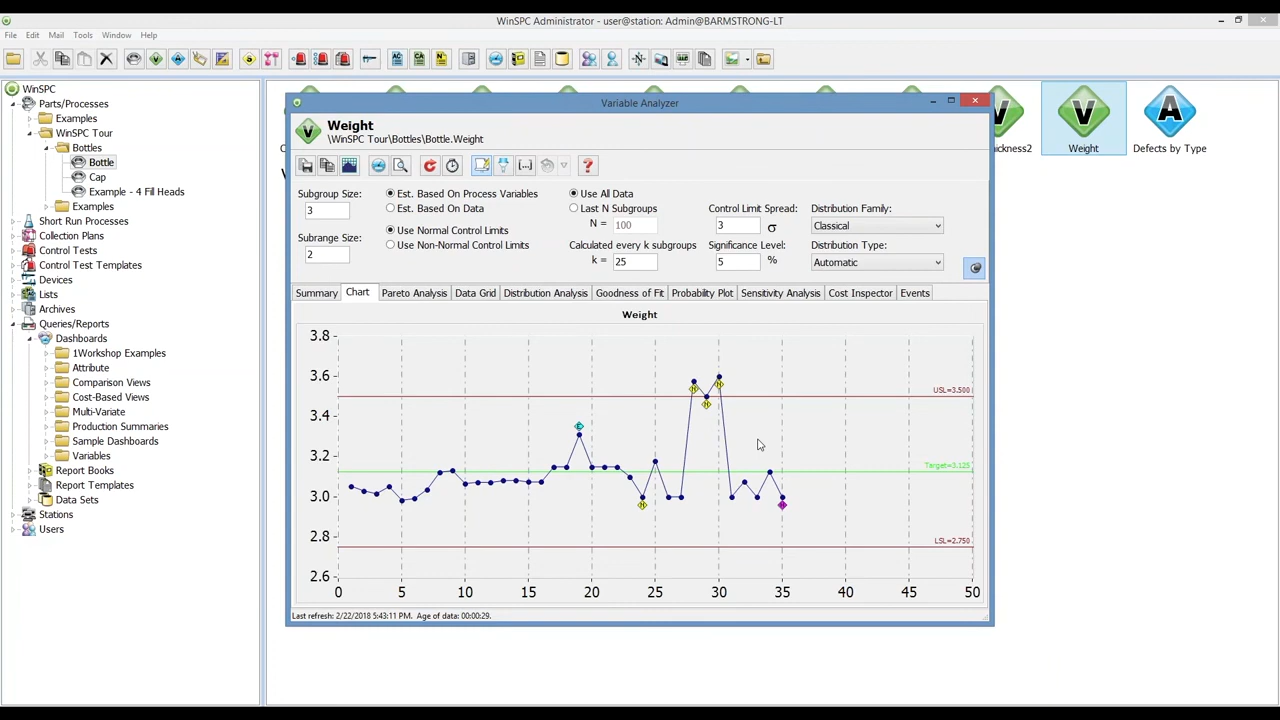 WinSPC Administrator - user@station: Admin@BARMSTRONG-LT
File Edit Mail Tools Window Help
WinSPC
Parts/Processes
Examples
WinSPC Tour
Bottles
Bottle
Cap
Example - 4 Fill Heads
Examples
Short Run Processes
Collection Plans
Control Tests
Control Test Templates
Devices
Lists
Archives
Queries/Reports
Dashboards
1Workshop Examples
Attribute
Comparison Views
Cost-Based Views
Multi-Variate
Production Summaries
Sample Dashboards
Variables
Report Books
Report Templates
Data Sets
Stations
Users
Weight
Defects by Type
Variable Analyzer
Weight
\WinSPC Tour\Bottles\Bottle.Weight
Subgroup Size:
3
Subrange Size:
2
Est. Based On Process Variables
Est. Based On Data
Use Normal Control Limits
Use Non-Normal Control Limits
Use All Data
Last N Subgroups
N = 100
Calculated every k subgroups
k = 25
Control Limit Spread:
3 σ
Significance Level:
5 %
Distribution Family:
Classical
Distribution Type:
Automatic
Summary Chart Pareto Analysis Data Grid Distribution Analysis Goodness of Fit Probability Plot Sensitivity Analysis Cost Inspector Events
Weight
3.8
3.6
USL=3.500
3.4
3.2
Target=3.125
3.0
2.8
LSL=2.750
2.6
0 5 10 15 20 25 30 35 40 45 50
Last refresh: 2/22/2018 5:43:11 PM. Age of data: 00:00:29.